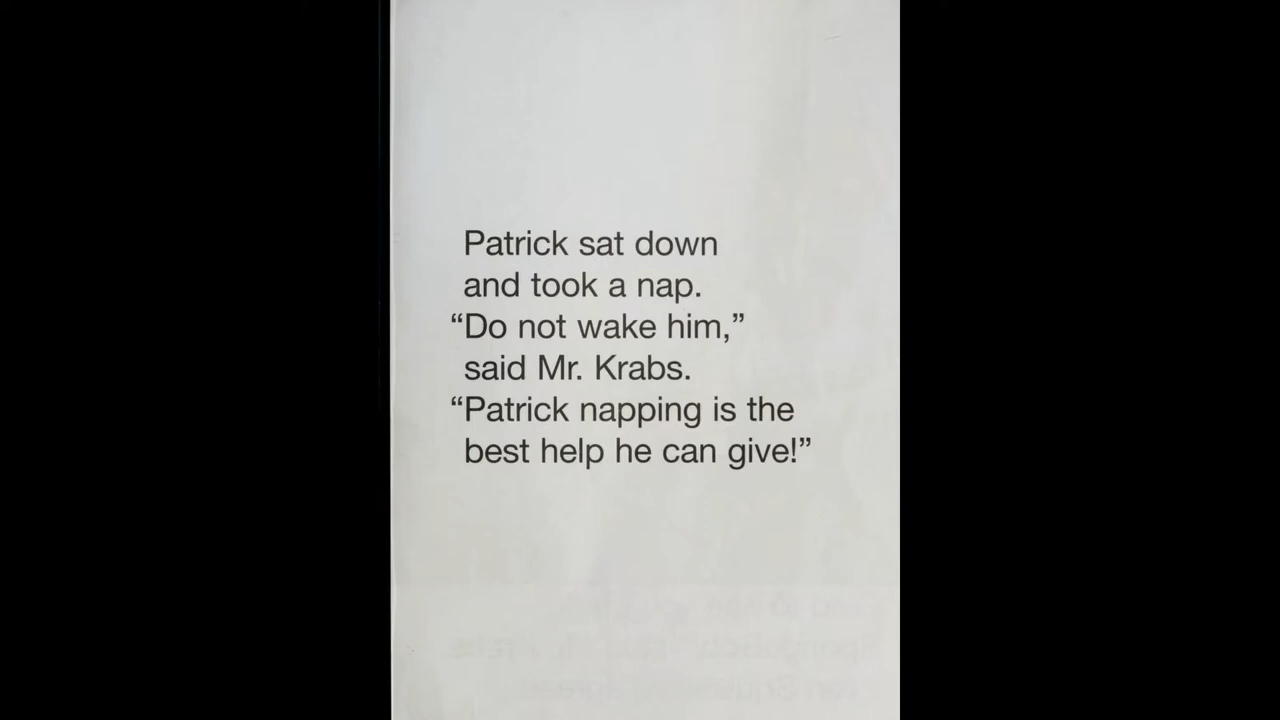 Patrick sat down
and took a nap.
“Do not wake him,”
said Mr. Krabs.
“Patrick napping is the
best help he can give!”